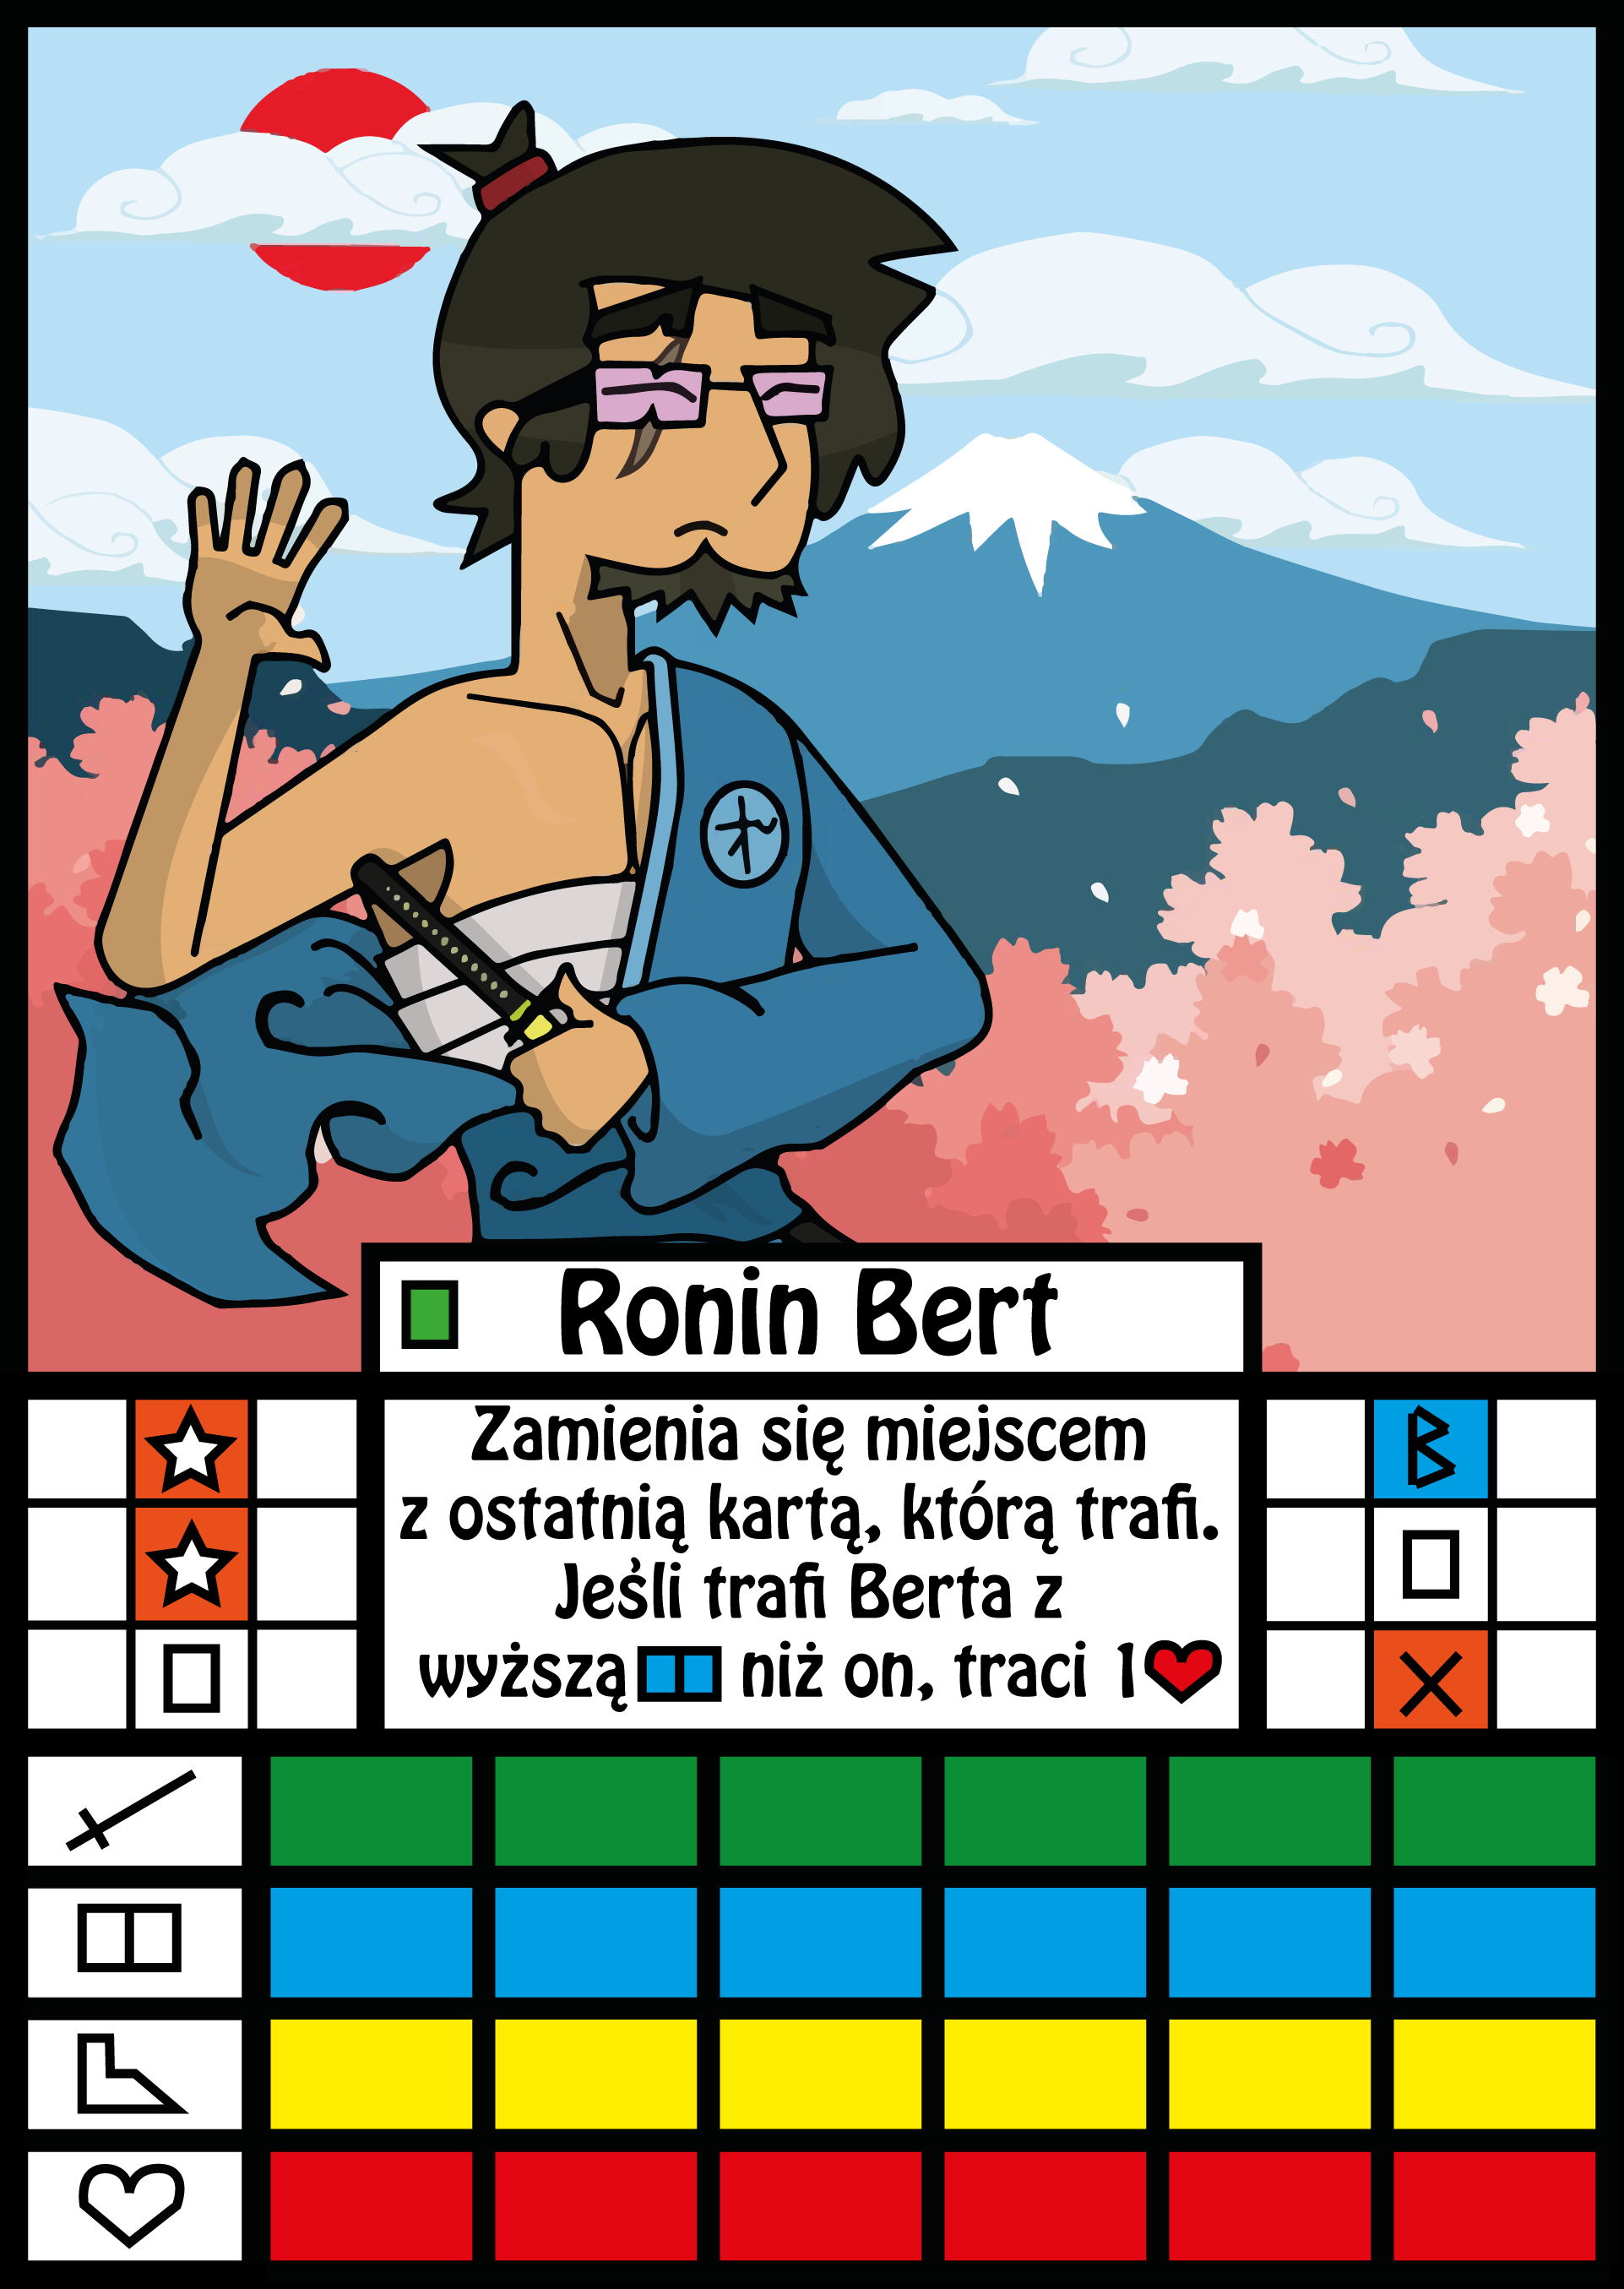 Ronin Bert
Zamienia się miejscem
z ostatnią kartą, którą trafi.
Jeśli trafi Berta z
wyższą niż on, traci 1
B